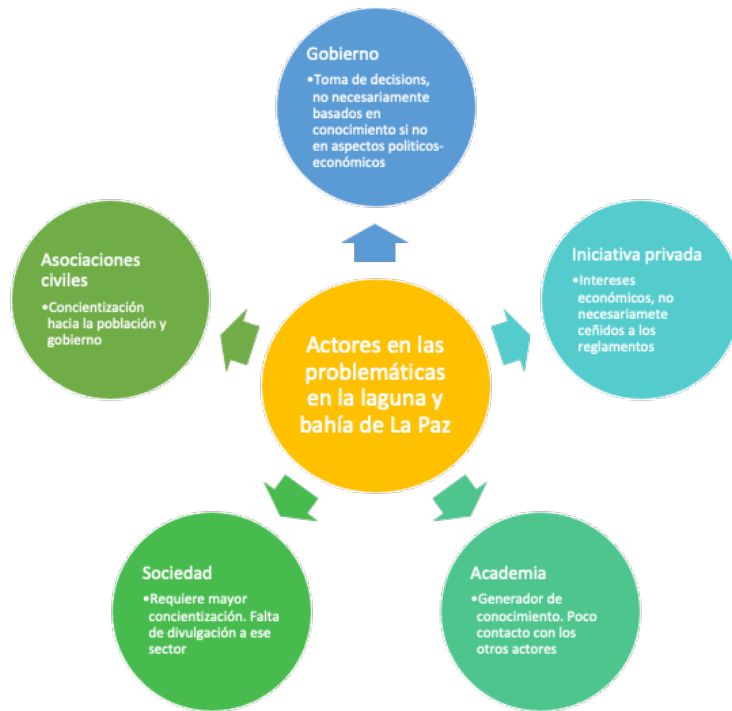 Gobierno
•Toma de decisions,
no necesariamente
basados en
conocimiento si no
en aspectos politicos-
económicos
Asociaciones
civiles
•Concientización
hacia la población y
gobierno
Iniciativa privada
•Intereses
económicos, no
necesariamete
ceñidos a los
reglamentos
Actores en las
problemáticas
en la laguna y
bahía de La Paz
Sociedad
•Requiere mayor
concientización. Falta
de divulgación a ese
sector
Academia
•Generador de
conocimiento. Poco
contacto con los
otros actores